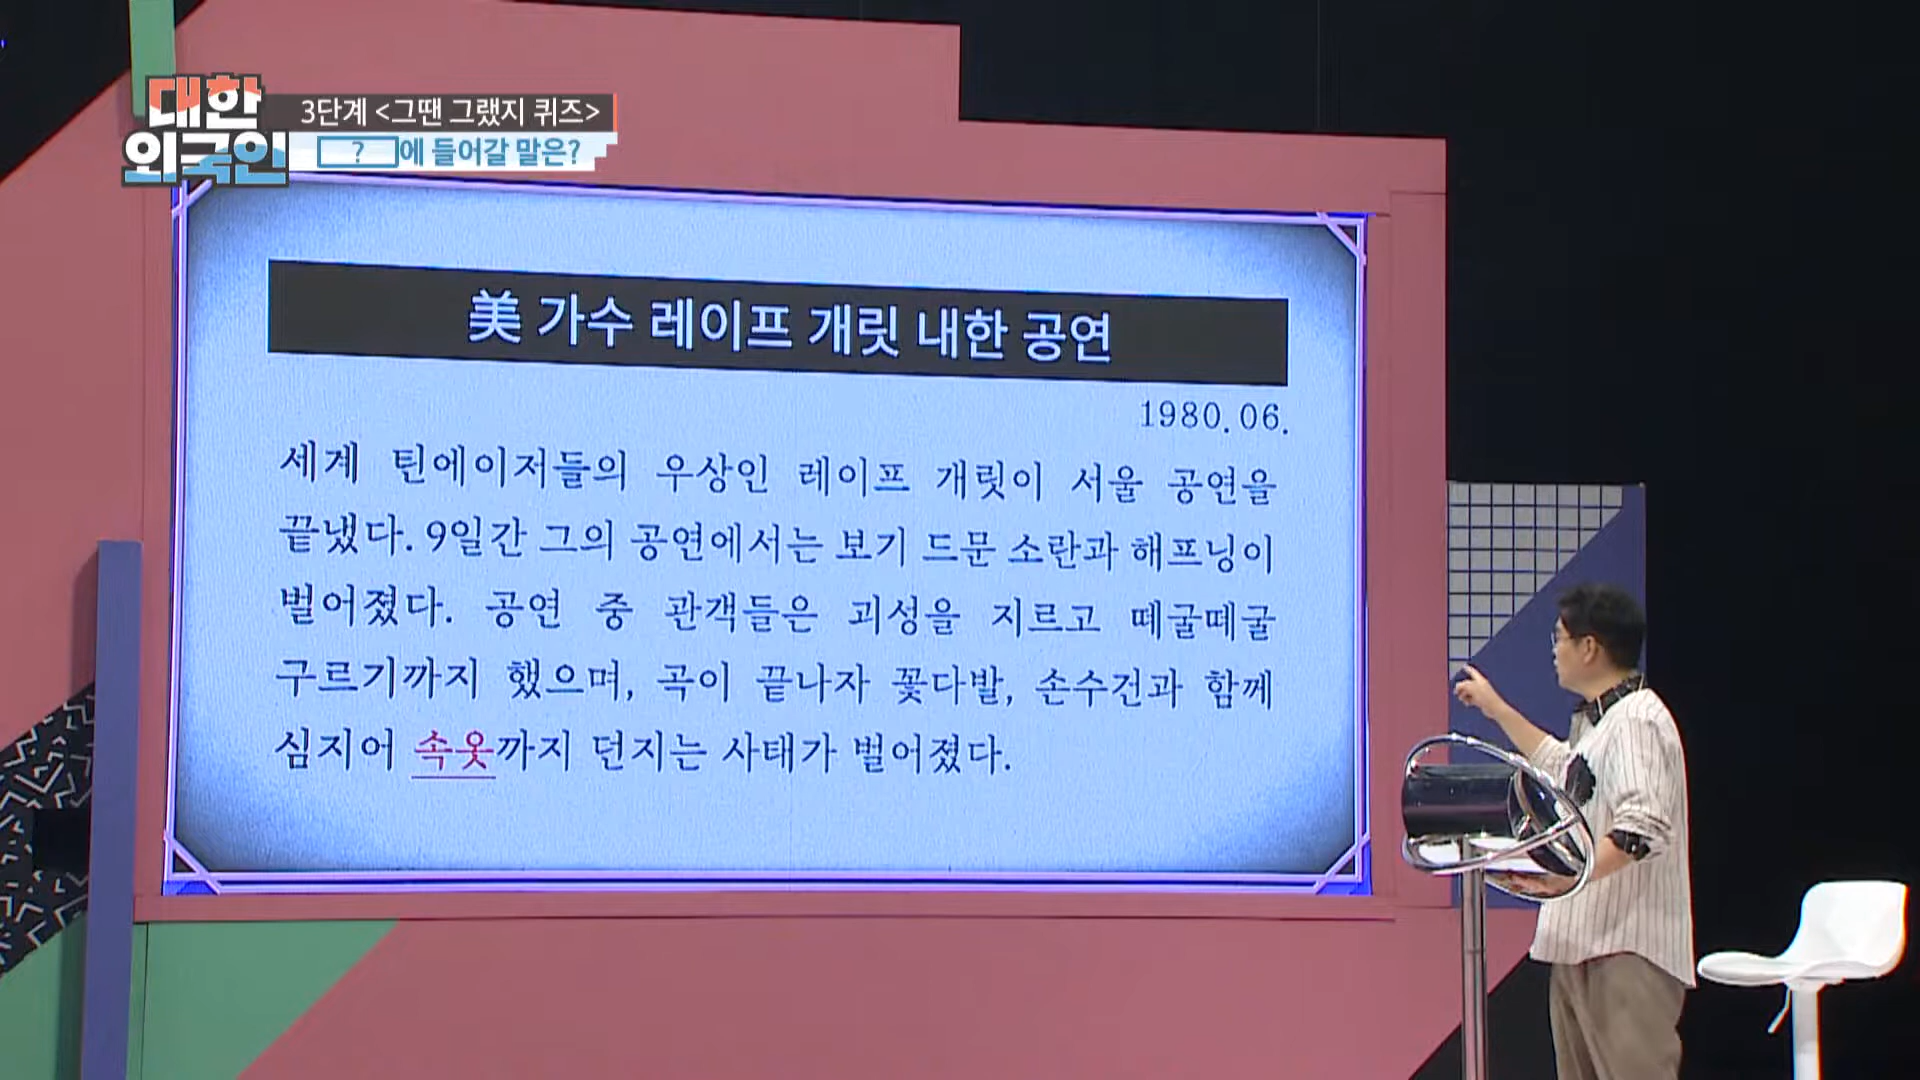 대한
외국인
3단계 <그땐 그랬지 퀴즈>
?에 들어갈 말은?
美 가수 레이프 개릿 내한 공연
1980.06.
세계 틴에이저들의 우상인 레이프 개릿이 서울 공연을
끝냈다. 9일간 그의 공연에서는 보기 드문 소란과 해프닝이
벌어졌다. 공연 중 관객들은 괴성을 지르고 떼굴떼굴
구르기까지 했으며, 곡이 끝나자 꽃다발, 손수건과 함께
심지어 속옷까지 던지는 사태가 벌어졌다.